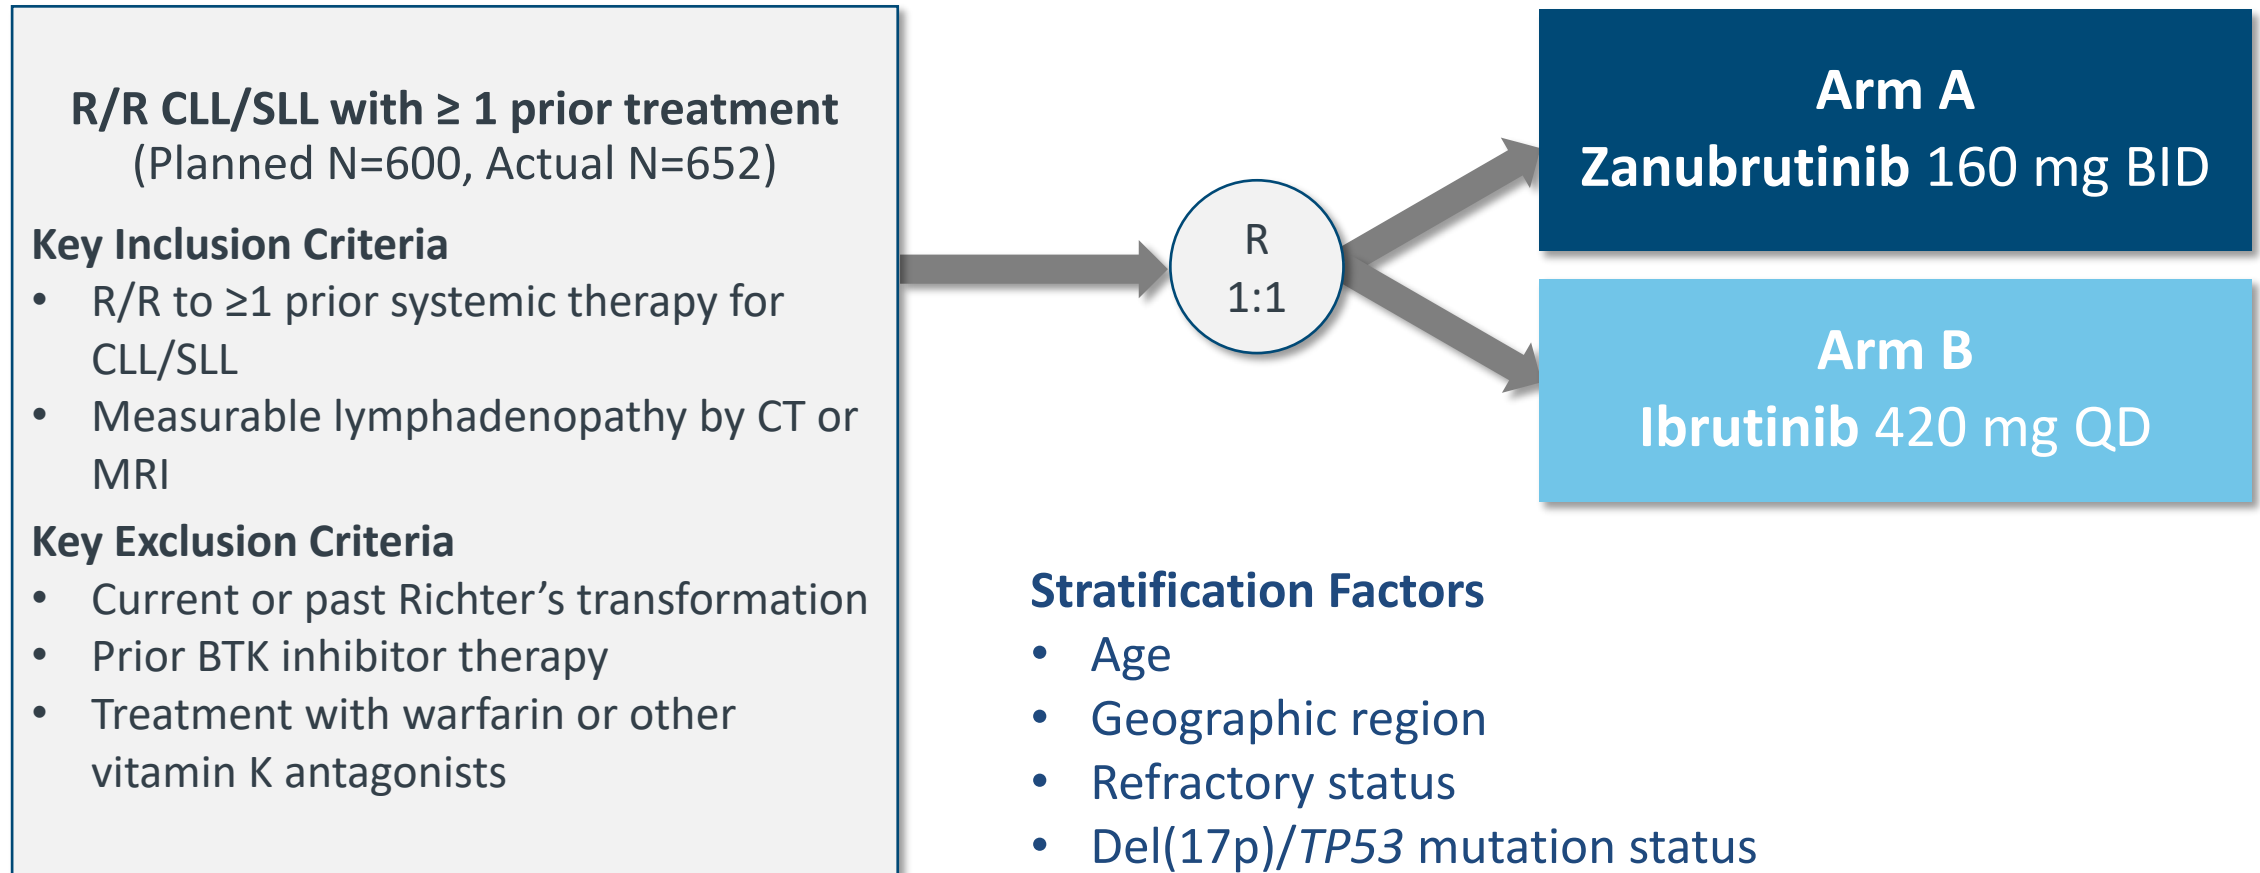 R/R CLL/SLL with ≥ 1 prior treatment
(Planned N=600, Actual N=652)
Key Inclusion Criteria
• R/R to ≥1 prior systemic therapy for
CLL/SLL
• Measurable lymphadenopathy by CT or
MRI
Key Exclusion Criteria
• Current or past Richter’s transformation
• Prior BTK inhibitor therapy
• Treatment with warfarin or other
vitamin K antagonists
R
1:1
Arm A
Zanubrutinib 160 mg BID
Arm B
Ibrutinib 420 mg QD
Stratification Factors
• Age
• Geographic region
• Refractory status
• Del(17p)/TP53 mutation status